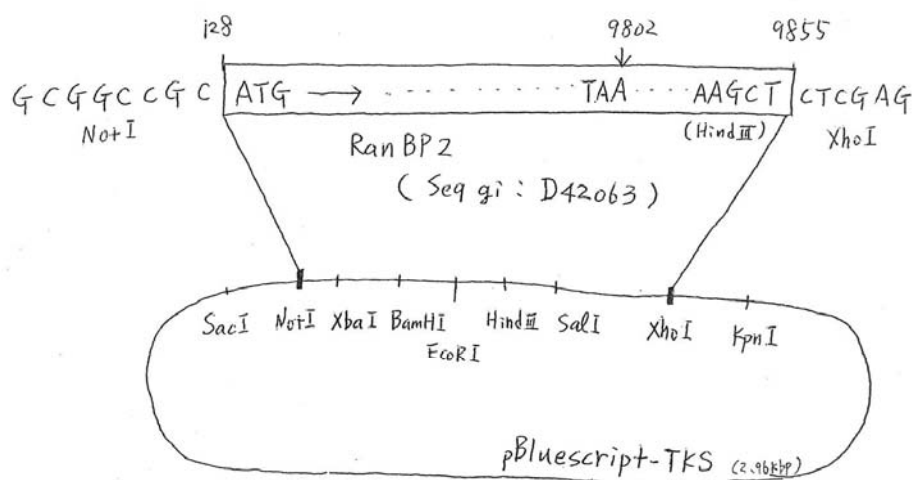 128 9802 9855
GCGGCCGC ATG → ········ TAA ···· AAGCT CTCGAG
NotI (HindIII) XhoI
RanBP2
(Seq gi : D42063)
SacI NotI XbaI BamHI EcoRI HindIII SalI XhoI KpnI
pBluescript-TKS (2.96kbp)